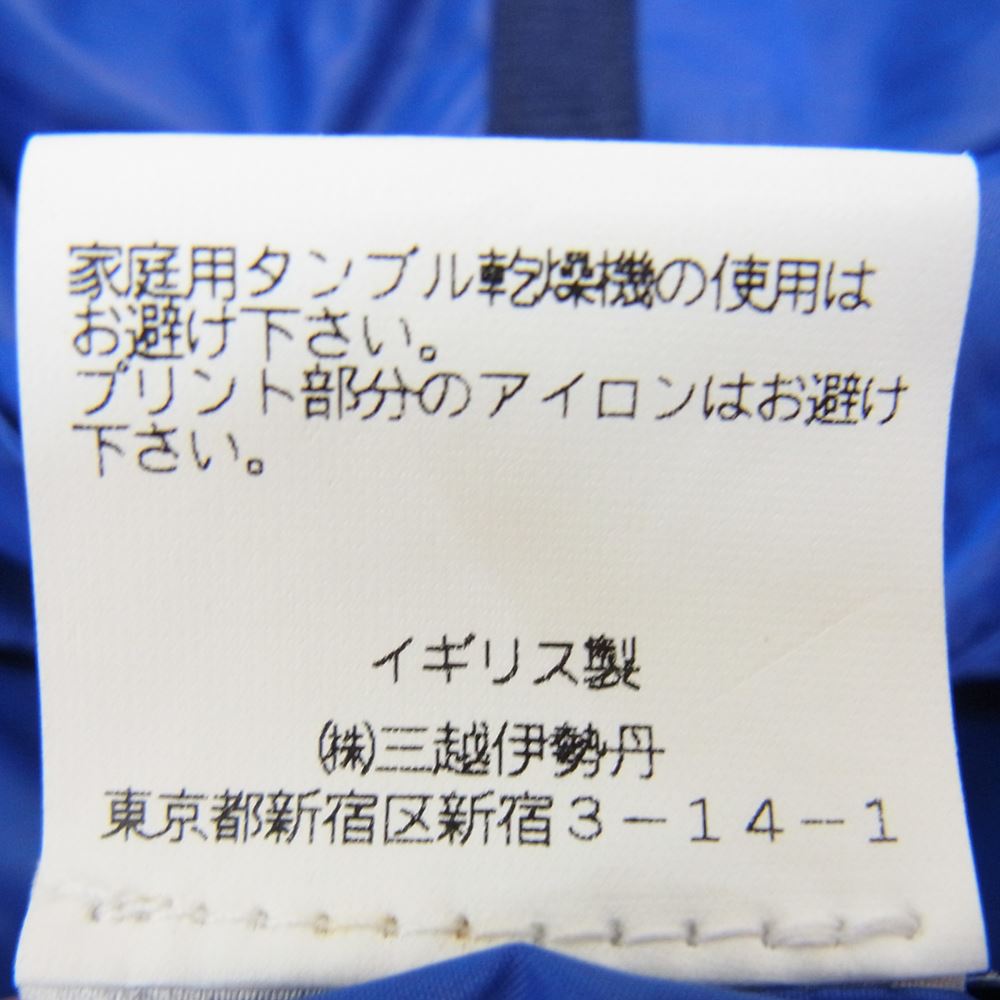 家庭用タンブル乾燥機の使用は
お避け下さい。
プリント部分のアイロンはお避け
下さい。
イギリス製
㈱三越伊勢丹
東京都新宿区新宿3－14－1